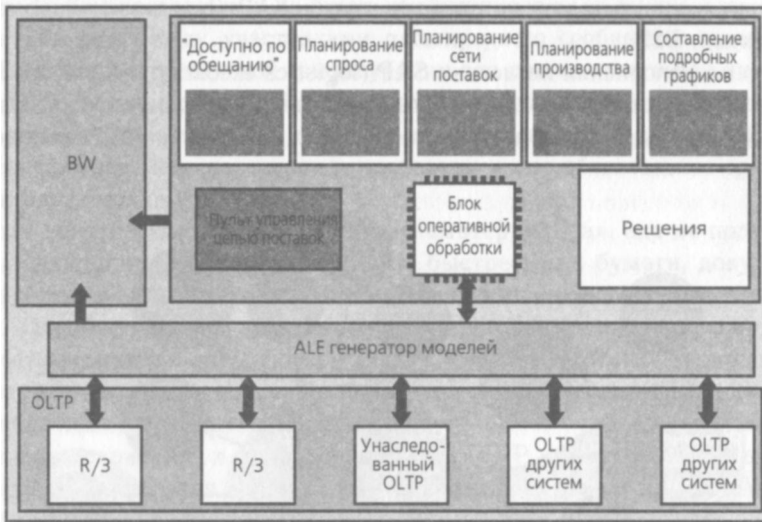 "Доступно по
обещанию"
Планирование
спроса
Планирование
сети
поставок
Планирование
производства
Составление
подробных
графиков
BW
Пульт управления
цепью поставок
Блок
оперативной
обработки
Решения
ALE генератор моделей
OLTP
R/3
R/3
Унаследо-
ванный
OLTP
OLTP
других
систем
OLTP
других
систем